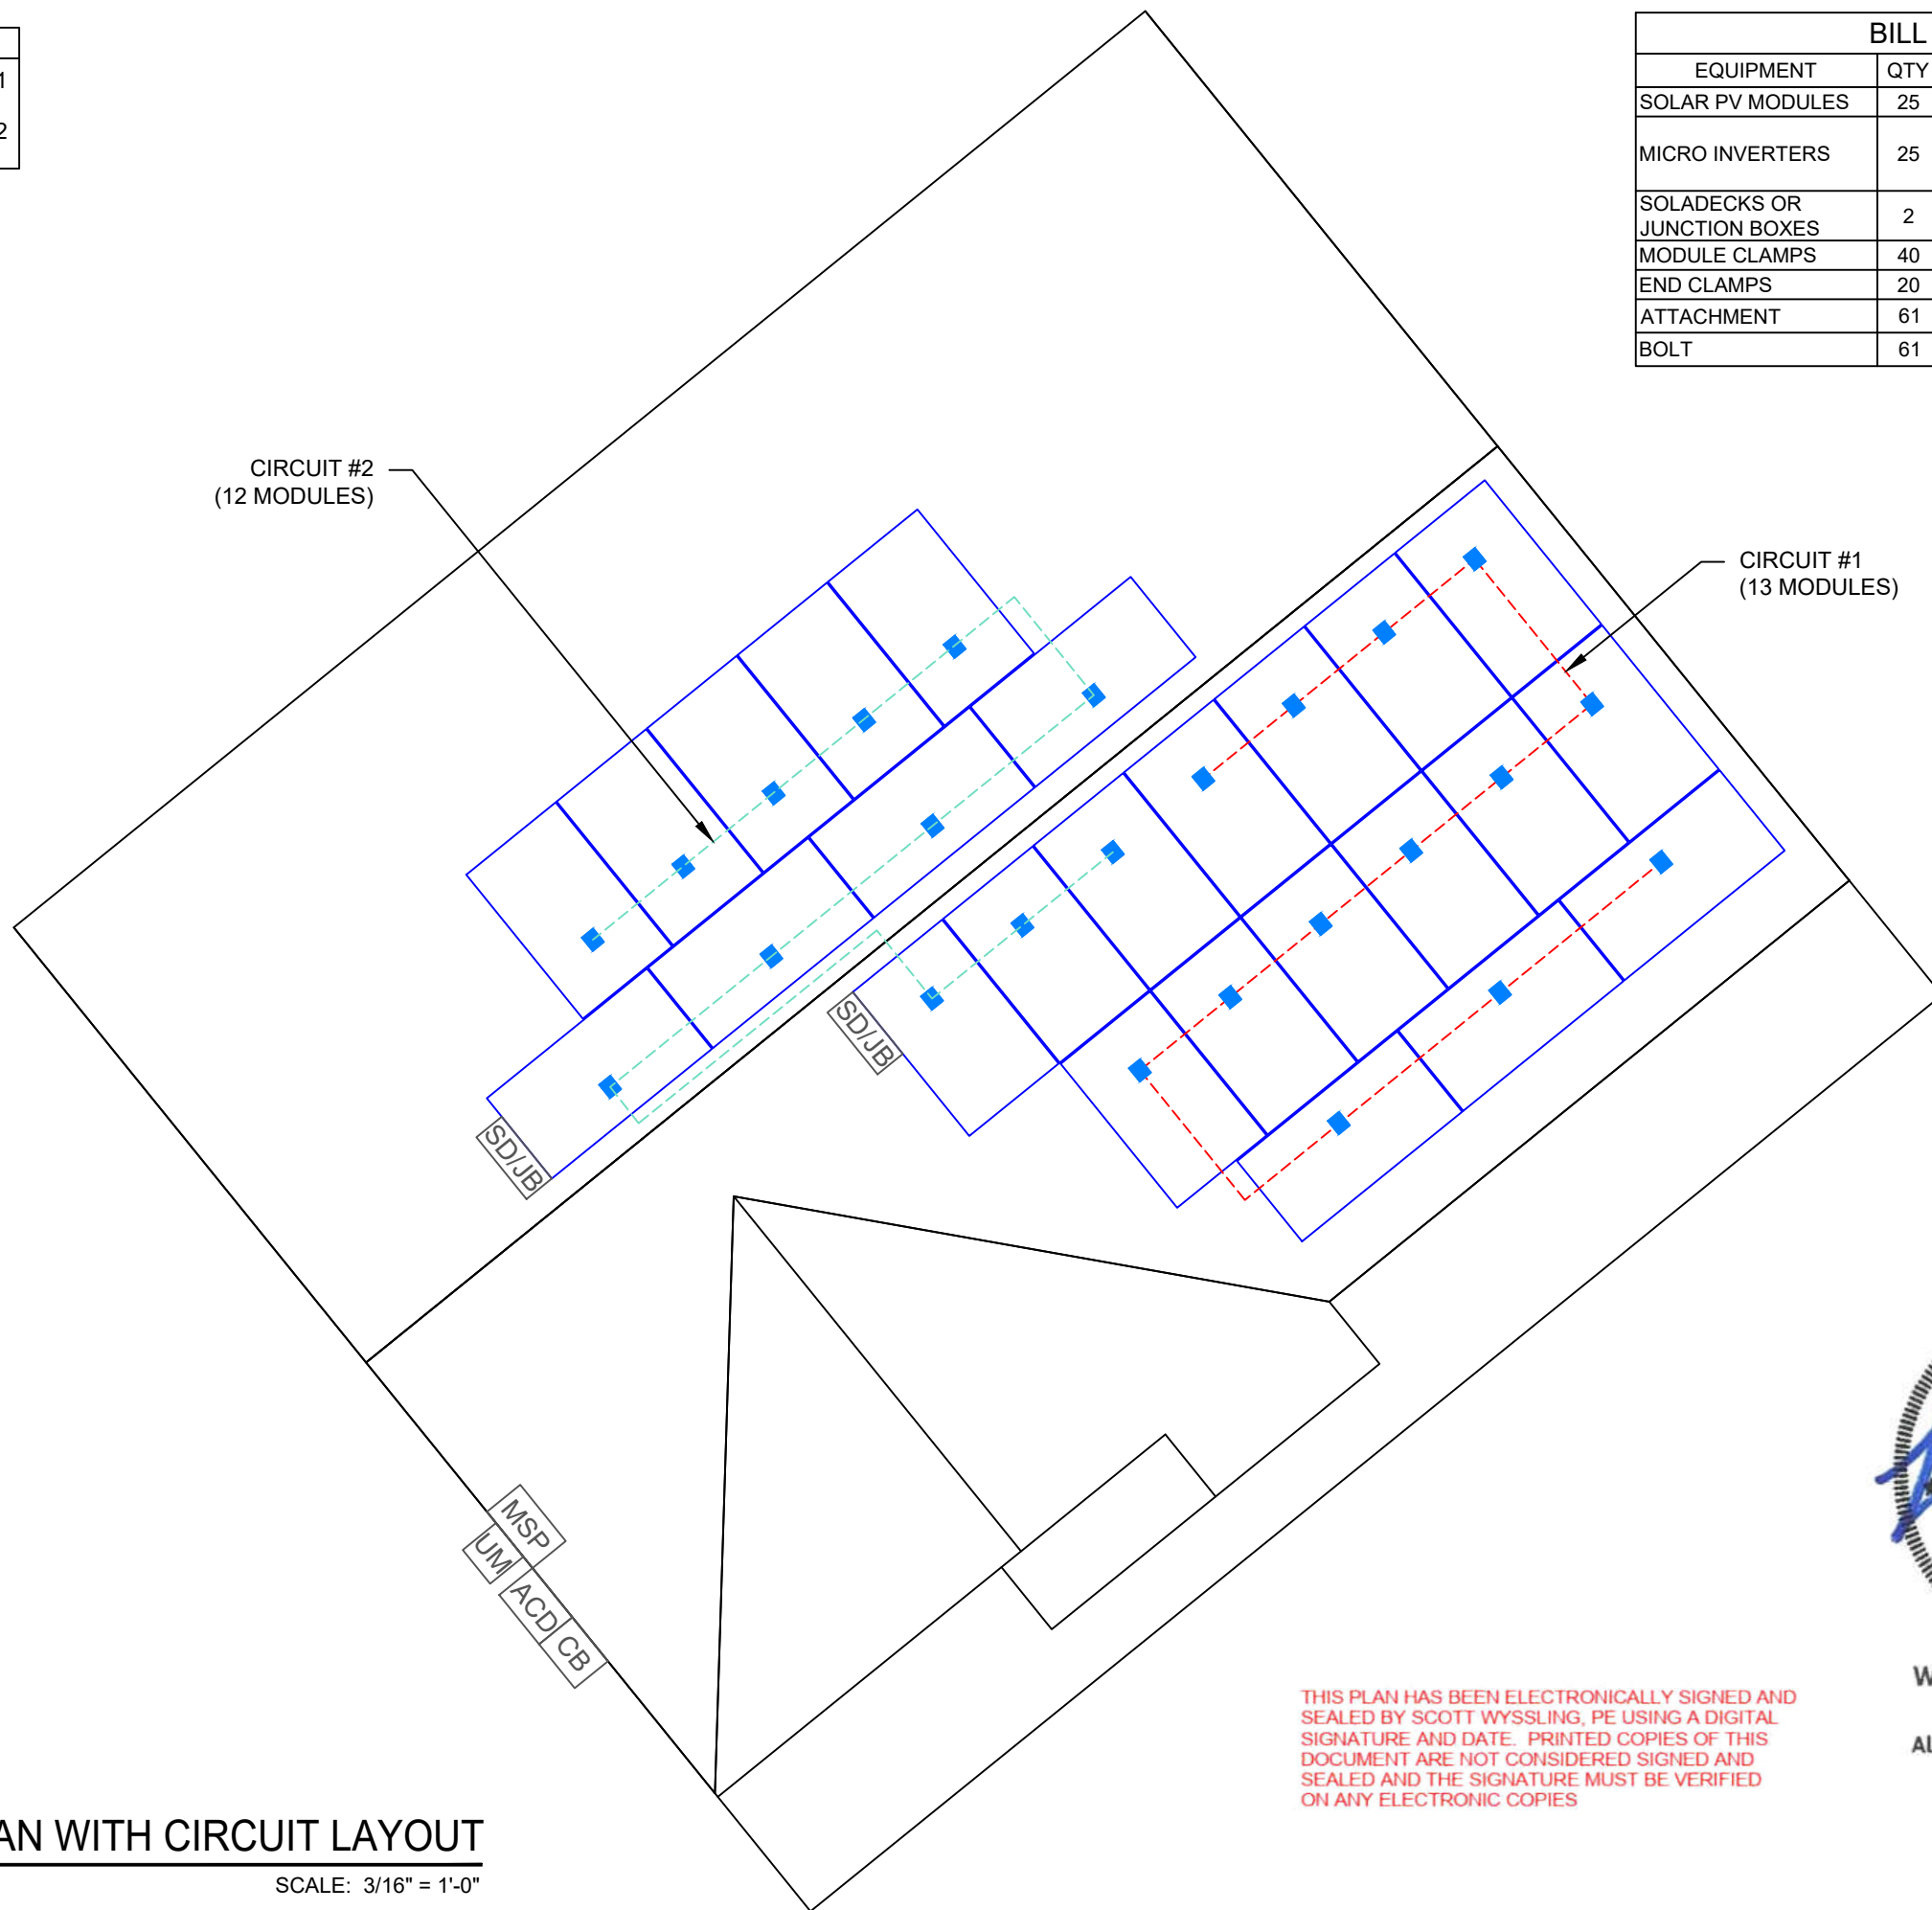 1
2
BILL
EQUIPMENT QTY
SOLAR PV MODULES 25
MICRO INVERTERS 25
SOLADECKS OR
JUNCTION BOXES 2
MODULE CLAMPS 40
END CLAMPS 20
ATTACHMENT 61
BOLT 61
CIRCUIT #2
(12 MODULES)
CIRCUIT #1
(13 MODULES)
SD/JB
SD/JB
MSP
UM
ACD
CB
THIS PLAN HAS BEEN ELECTRONICALLY SIGNED AND
SEALED BY SCOTT WYSSLING, PE USING A DIGITAL
SIGNATURE AND DATE. PRINTED COPIES OF THIS
DOCUMENT ARE NOT CONSIDERED SIGNED AND
SEALED AND THE SIGNATURE MUST BE VERIFIED
ON ANY ELECTRONIC COPIES
AN WITH CIRCUIT LAYOUT
SCALE: 3/16" = 1'-0"